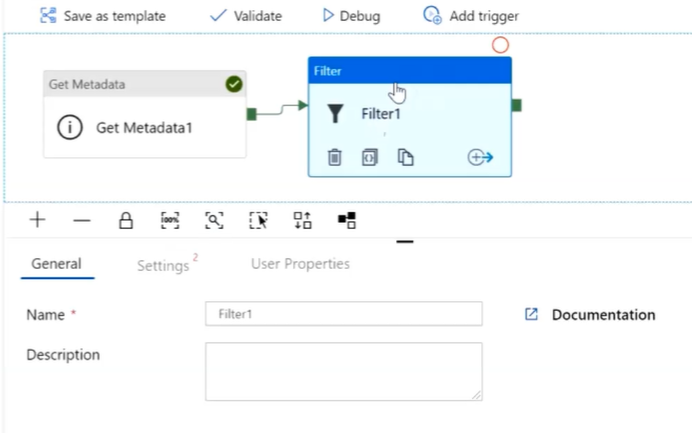 Save as template Validate Debug Add trigger
Get Metadata
Get Metadata1
Filter
Filter1
100%
General Settings 2 User Properties
Name * Filter1 Documentation
Description